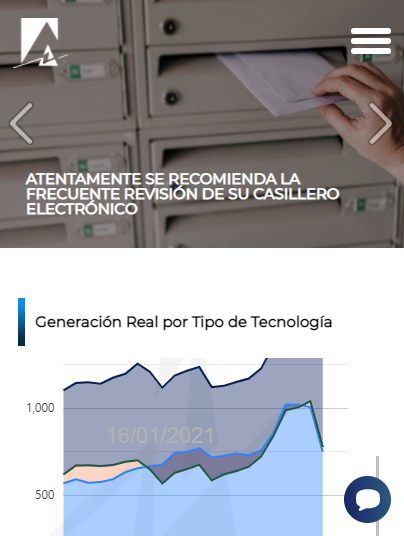 ATENTAMENTE SE RECOMIENDA LA
FRECUENTE REVISIÓN DE SU CASILLERO
ELECTRÓNICO
Generación Real por Tipo de Tecnología
1,000
16/01/2021
500